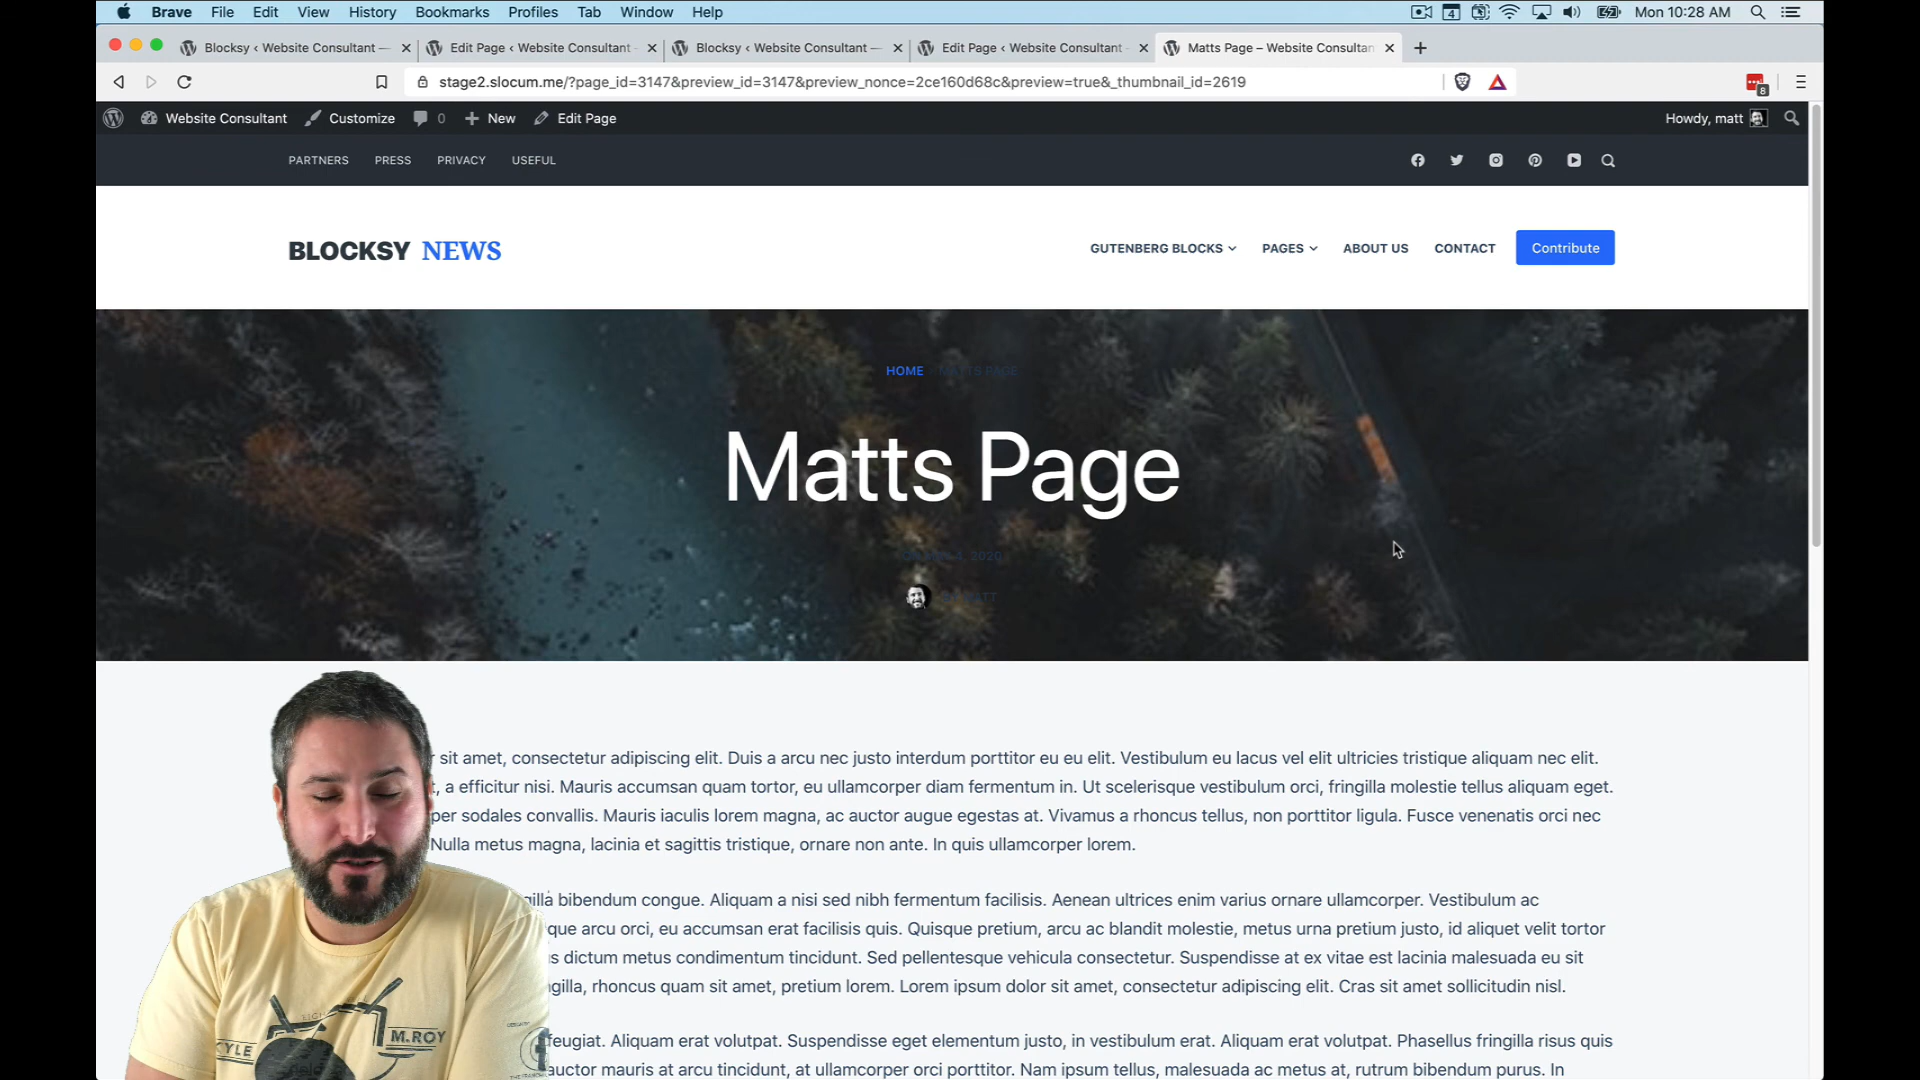 Brave File Edit View History Bookmarks Profiles Tab Window Help 4 Mon 10:28 AM
Blocksy ‹ Website Consultant — Edit Page ‹ Website Consultant - Blocksy ‹ Website Consultant — Edit Page ‹ Website Consultant - Matts Page – Website Consultan
stage2.slocum.me/?page_id=3147&preview_id=3147&preview_nonce=2ce160d68c&preview=true&_thumbnail_id=2619 8
Website Consultant Customize 0 New Edit Page Howdy, matt
PARTNERS PRESS PRIVACY USEFUL
BLOCKSY NEWS GUTENBERG BLOCKS PAGES ABOUT US CONTACT Contribute
HOME MATTS PAGE
Matts Page
2020
sit amet, consectetur adipiscing elit. Duis a arcu nec justo interdum porttitor eu eu elit. Vestibulum eu lacus vel elit ultricies tristique aliquam nec elit.
, a efficitur nisi. Mauris accumsan quam tortor, eu ullamcorper diam fermentum in. Ut scelerisque vestibulum orci, fringilla molestie tellus aliquam eget.
per sodales convallis. Mauris iaculis lorem magna, ac auctor augue egestas at. Vivamus a rhoncus tellus, non porttitor ligula. Fusce venenatis orci nec
Nulla metus magna, lacinia et sagittis tristique, ornare non ante. In quis ullamcorper lorem.
gilla bibendum congue. Aliquam a nisi sed nibh fermentum facilisis. Aenean ultrices enim varius ornare ullamcorper. Vestibulum ac
que arcu orci, eu accumsan erat facilisis quis. Quisque pretium, arcu ac blandit molestie, metus urna pretium justo, id aliquet velit tortor
s dictum metus condimentum tincidunt. Sed pellentesque vehicula consectetur. Suspendisse at ex vitae est lacinia malesuada eu sit
gilla, rhoncus quam sit amet, pretium lorem. Lorem ipsum dolor sit amet, consectetur adipiscing elit. Cras sit amet sollicitudin nisl.
feugiat. Aliquam erat volutpat. Suspendisse eget elementum justo, in vestibulum erat. Aliquam erat volutpat. Phasellus fringilla risus quis
auctor mauris at arcu tincidunt, at ullamcorper orci porttitor. Nam ipsum tellus, malesuada ac metus at, rutrum bibendum purus. In
KYLE
M.ROY